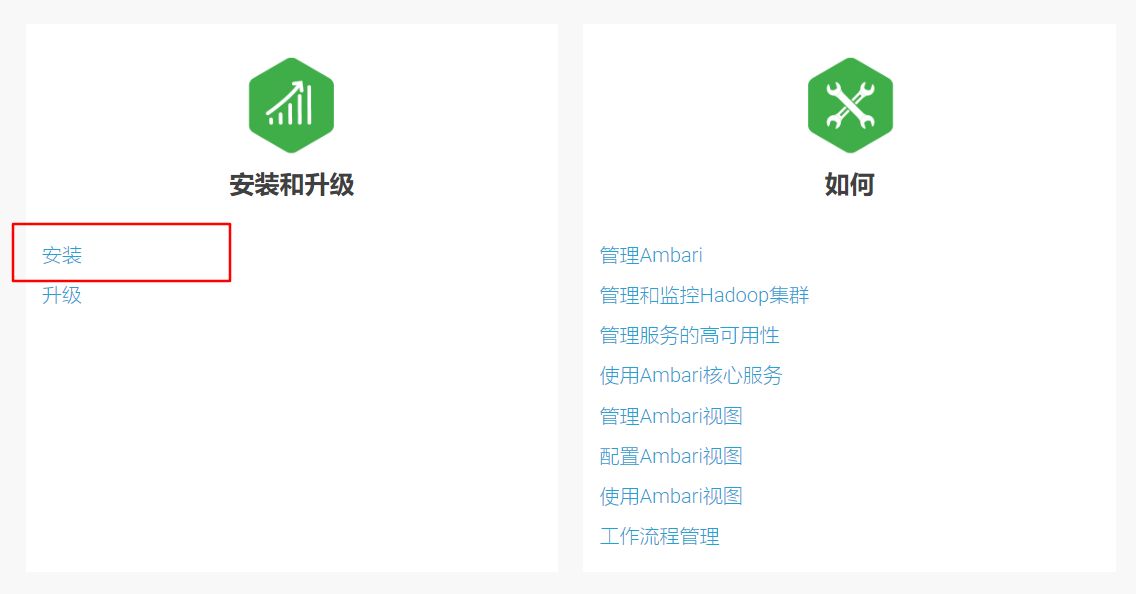 安装和升级
安装
升级
如何
管理Ambari
管理和监控Hadoop集群
管理服务的高可用性
使用Ambari核心服务
管理Ambari视图
配置Ambari视图
使用Ambari视图
工作流程管理